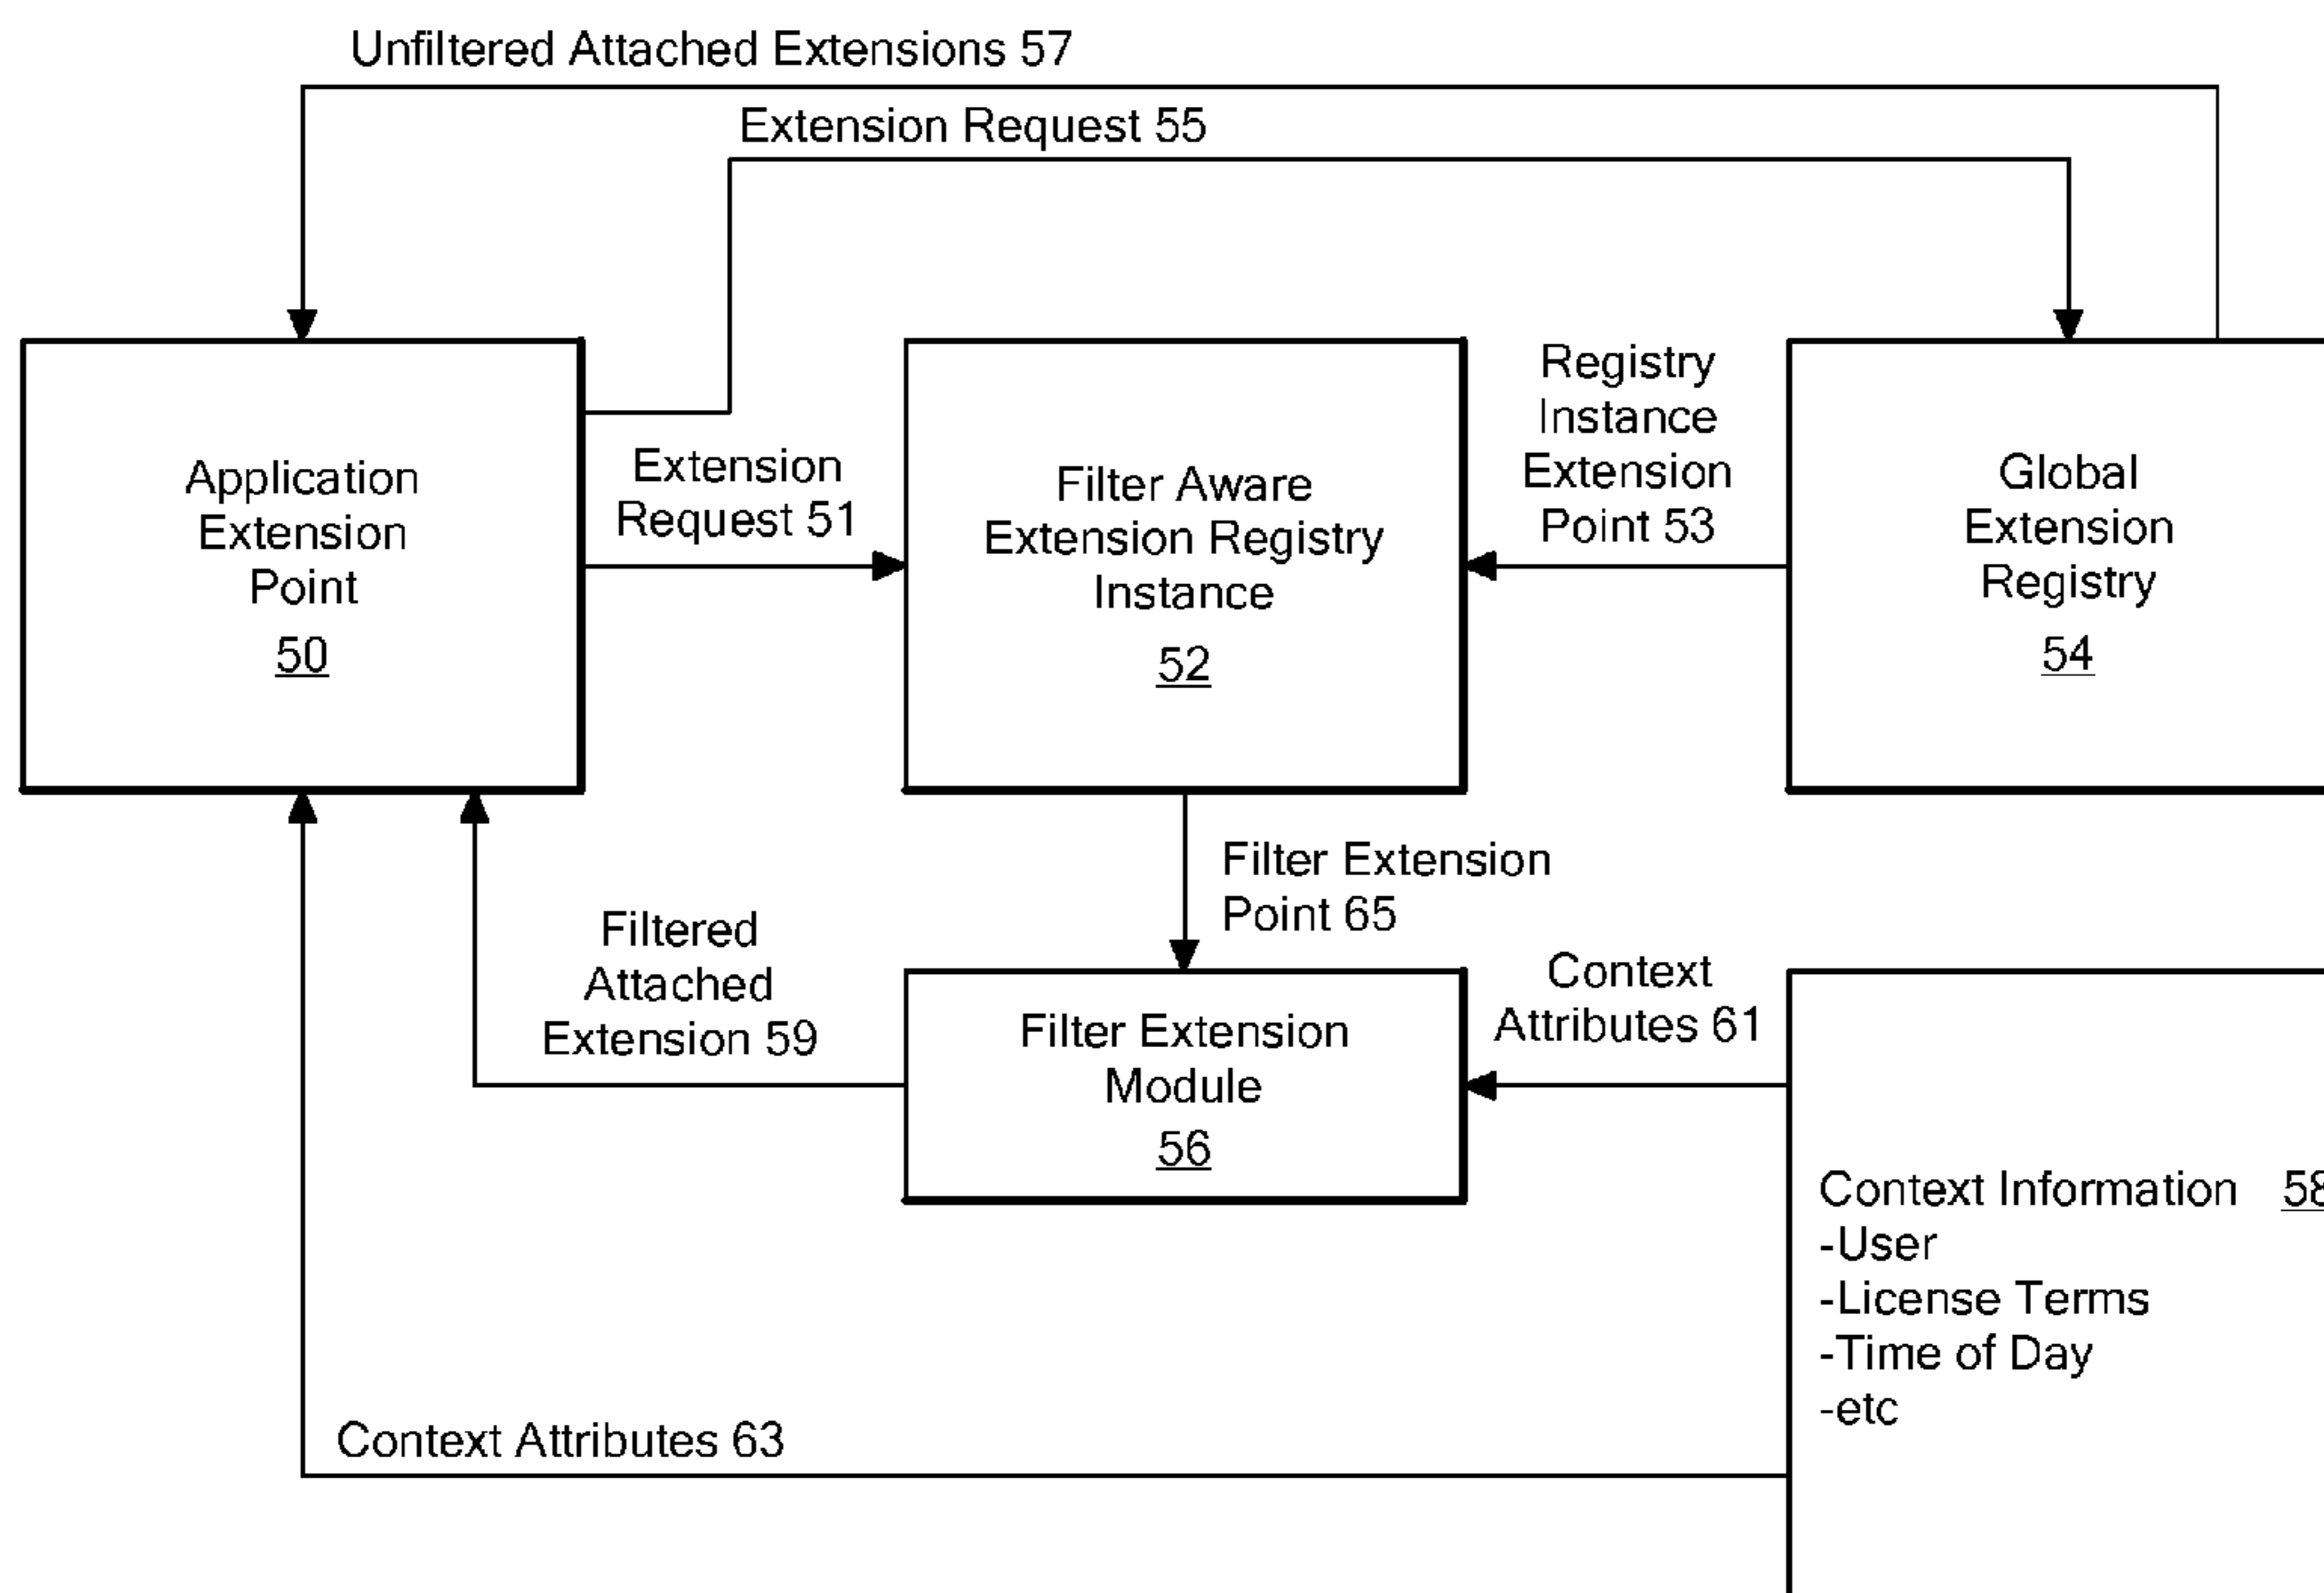 Unfiltered Attached Extensions 57
Extension Request 55
Application
Extension
Point
50
Extension
Request 51
Filter Aware
Extension Registry
Instance
52
Registry
Instance
Extension
Point 53
Global
Extension
Registry
54
Filter Extension
Point 65
Filtered
Attached
Extension 59
Filter Extension
Module
56
Context
Attributes 61
Context Information 58
-User
-License Terms
-Time of Day
-etc
Context Attributes 63